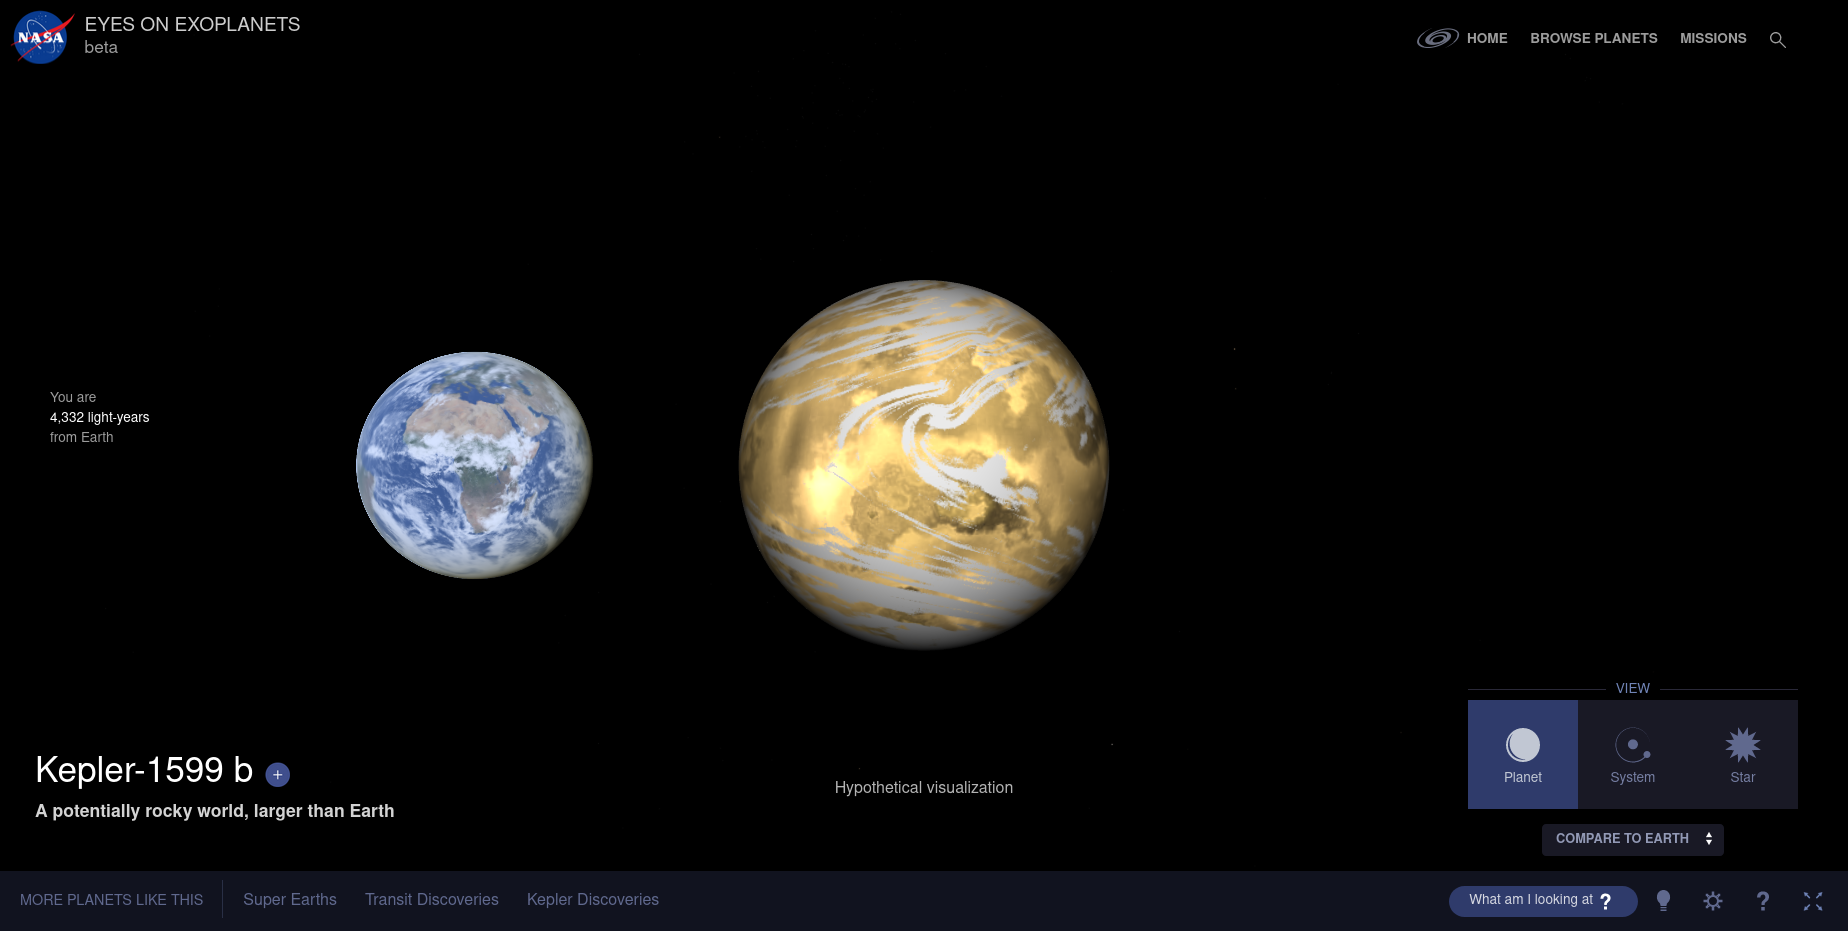 NASA
EYES ON EXOPLANETS
beta
HOME
BROWSE PLANETS
MISSIONS
You are
4,332 light-years
from Earth
Kepler-1599 b +
A potentially rocky world, larger than Earth
Hypothetical visualization
VIEW
Planet
System
Star
COMPARE TO EARTH
MORE PLANETS LIKE THIS
Super Earths
Transit Discoveries
Kepler Discoveries
What am I looking at ?
?